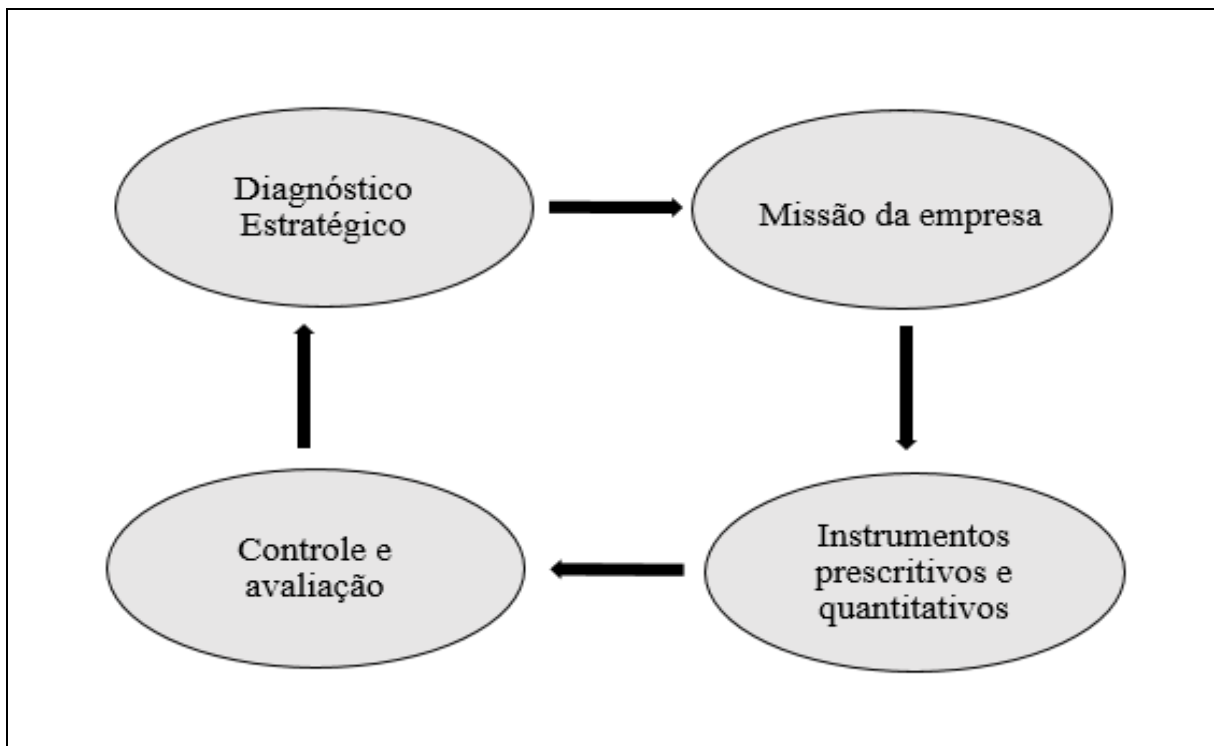 Diagnóstico
Estratégico
Missão da empresa
Instrumentos
prescritivos e
quantitativos
Controle e
avaliação